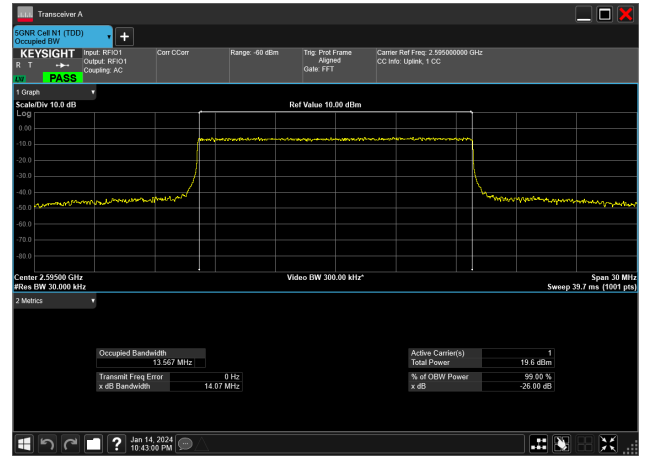 Transceiver A
5GNR Cell N1 (TDD)
Occupied BW
KEYSIGHT
R T
LXI
PASS
Input: RFIO1
Output: RFIO1
Coupling: AC
Corr CCorr
Range: -60 dBm
Trig: Prot Frame
Aligned
Gate: FFT
Carrier Ref Freq: 2.595000000 GHz
CC Info: Uplink, 1 CC
1 Graph
Scale/Div 10.0 dB
Ref Value 10.00 dBm
Log
0.00
-10.0
-20.0
-30.0
-40.0
-50.0
-60.0
-70.0
-80.0
Center 2.59500 GHz
Video BW 300.00 kHz*
Span 30 MHz
#Res BW 30.000 kHz
Sweep 39.7 ms (1001 pts)
2 Metrics
Occupied Bandwidth
13.567 MHz
Transmit Freq Error 0 Hz
x dB Bandwidth 14.07 MHz
Active Carrier(s) 1
Total Power 19.6 dBm
% of OBW Power 99.00 %
x dB -26.00 dB
?
Jan 14, 2024
10:43:00 PM